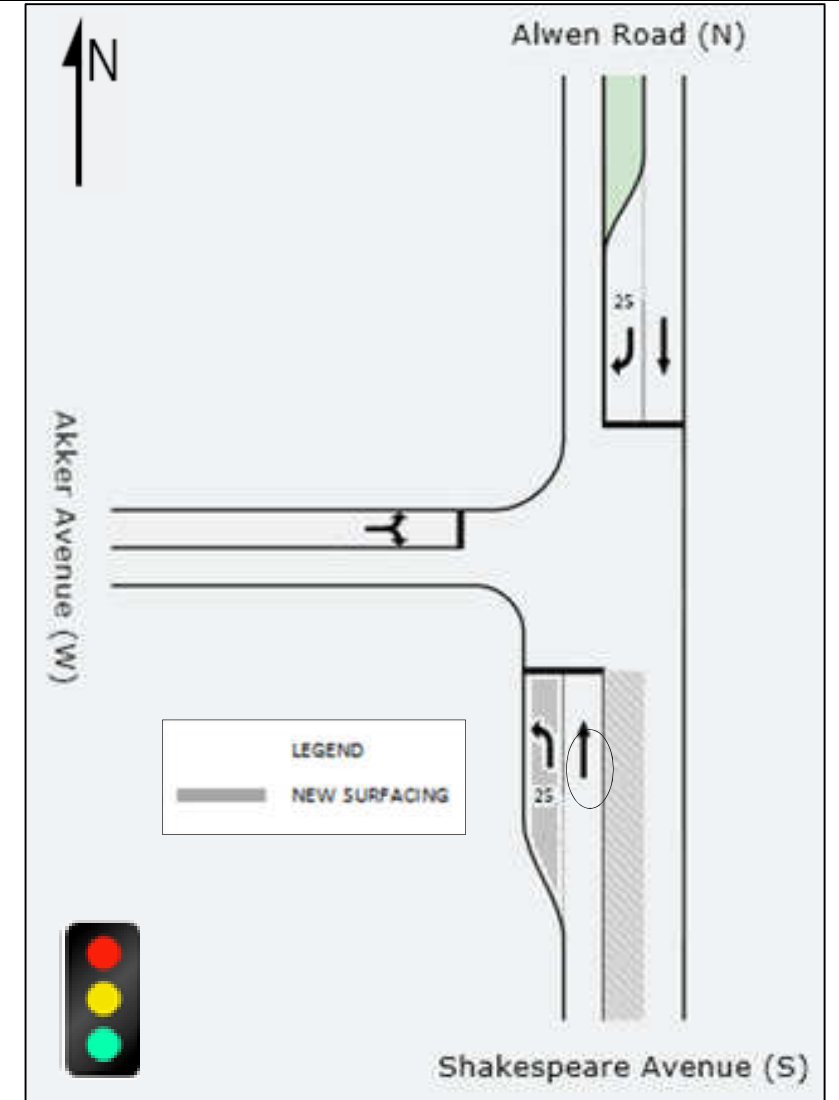 N
Alwen Road (N)
25
Akker Avenue (W)
LEGEND
NEW SURFACING
25
Shakespeare Avenue (S)